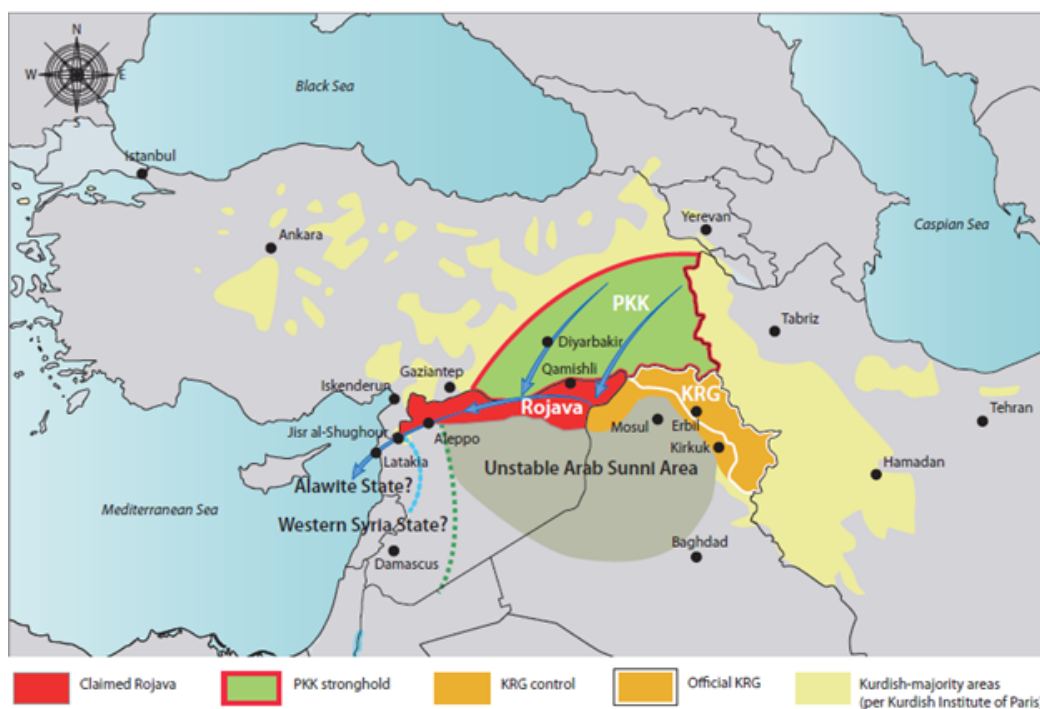 N
W
E
S
Black Sea
Istanbul
Caspian Sea
Yerevan
Ankara
PKK
Tabriz
Diyarbakir
Gaziantep
Qamishli
Iskenderun
KRG
Rojava
Tehran
Mosul
Erbil
Jisr al-Shughour
Aleppo
Kirkuk
Latakia
Unstable Arab Sunni Area
Hamadan
Alawite State?
Mediterranean Sea
Western Syria State?
Baghdad
Damascus
Claimed Rojava
PKK stronghold
KRG control
Official KRG
Kurdish-majority areas
(per Kurdish Institute of Paris)